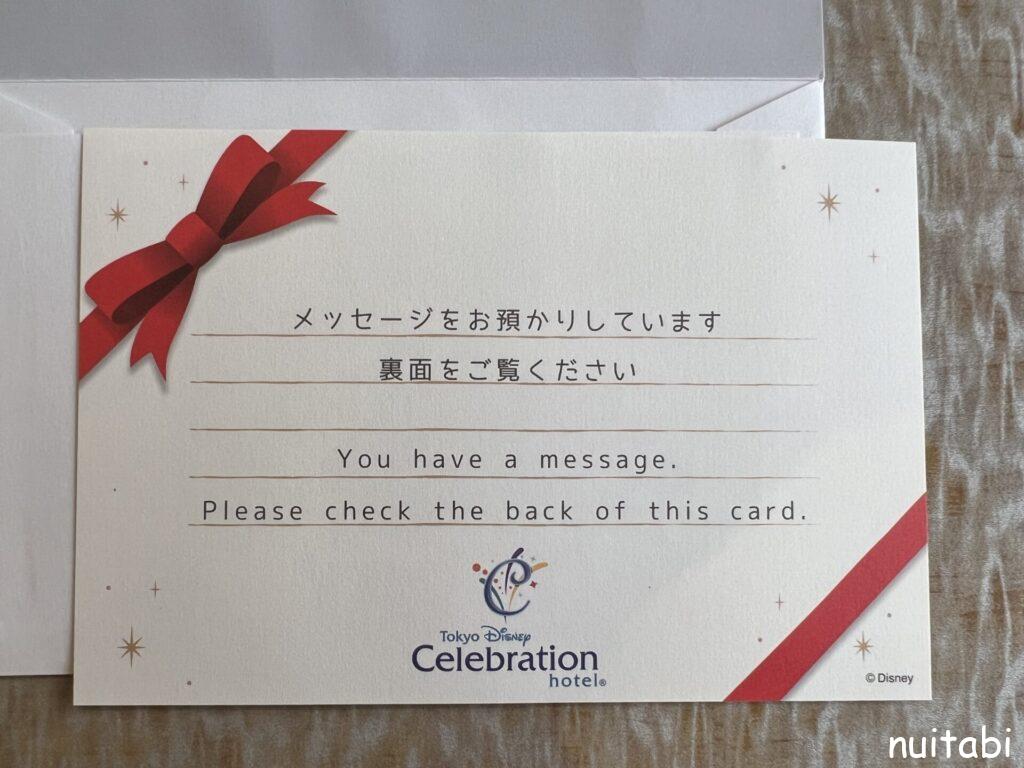 メッセージをお預かりしています
裏面をご覧ください
You have a message.
Please check the back of this card.
Tokyo Disney
Celebration
hotel®
© Disney
nuitabi